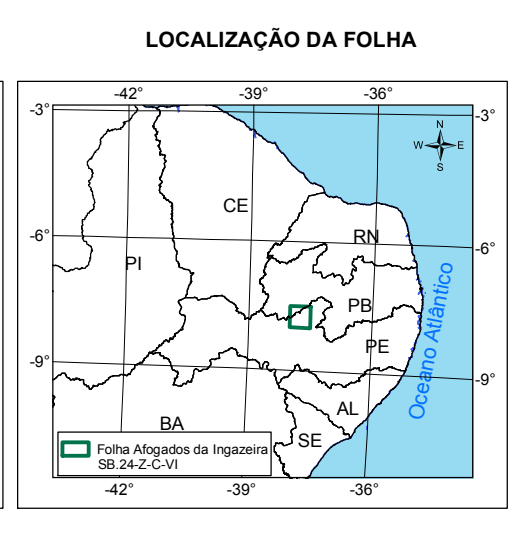 LOCALIZAÇÃO DA FOLHA
-42° -39° -36°
-3° -3°
N
W E
S
CE
RN
-6° -6°
PI
PB
PE
-9° -9°
Oceano Atlântico
AL
BA
SE
Folha Afogados da Ingazeira
SB.24-Z-C-VI
-42° -39° -36°